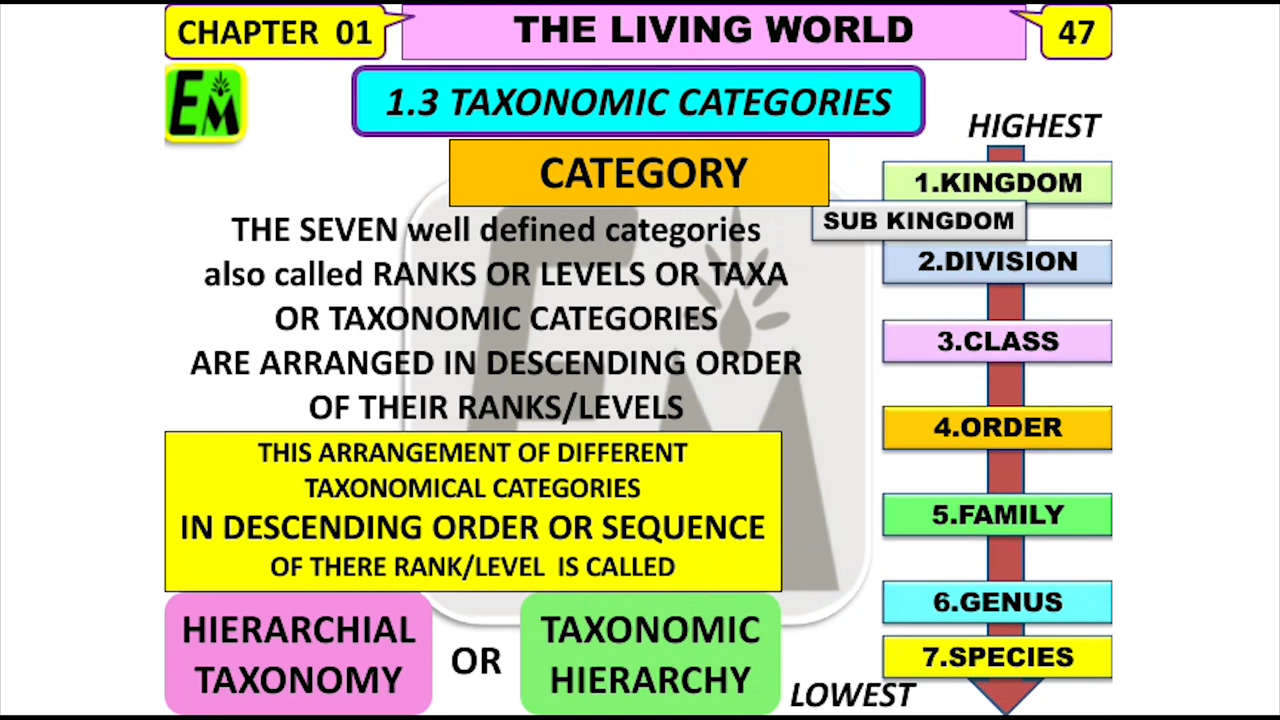 CHAPTER 01
THE LIVING WORLD
47
EM
1.3 TAXONOMIC CATEGORIES
HIGHEST
CATEGORY
1.KINGDOM
SUB KINGDOM
2.DIVISION
3.CLASS
4.ORDER
5.FAMILY
6.GENUS
7.SPECIES
LOWEST
THE SEVEN well defined categories
also called RANKS OR LEVELS OR TAXA
OR TAXONOMIC CATEGORIES
ARE ARRANGED IN DESCENDING ORDER
OF THEIR RANKS/LEVELS
THIS ARRANGEMENT OF DIFFERENT
TAXONOMICAL CATEGORIES
IN DESCENDING ORDER OR SEQUENCE
OF THERE RANK/LEVEL IS CALLED
HIERARCHIAL
TAXONOMY
OR
TAXONOMIC
HIERARCHY